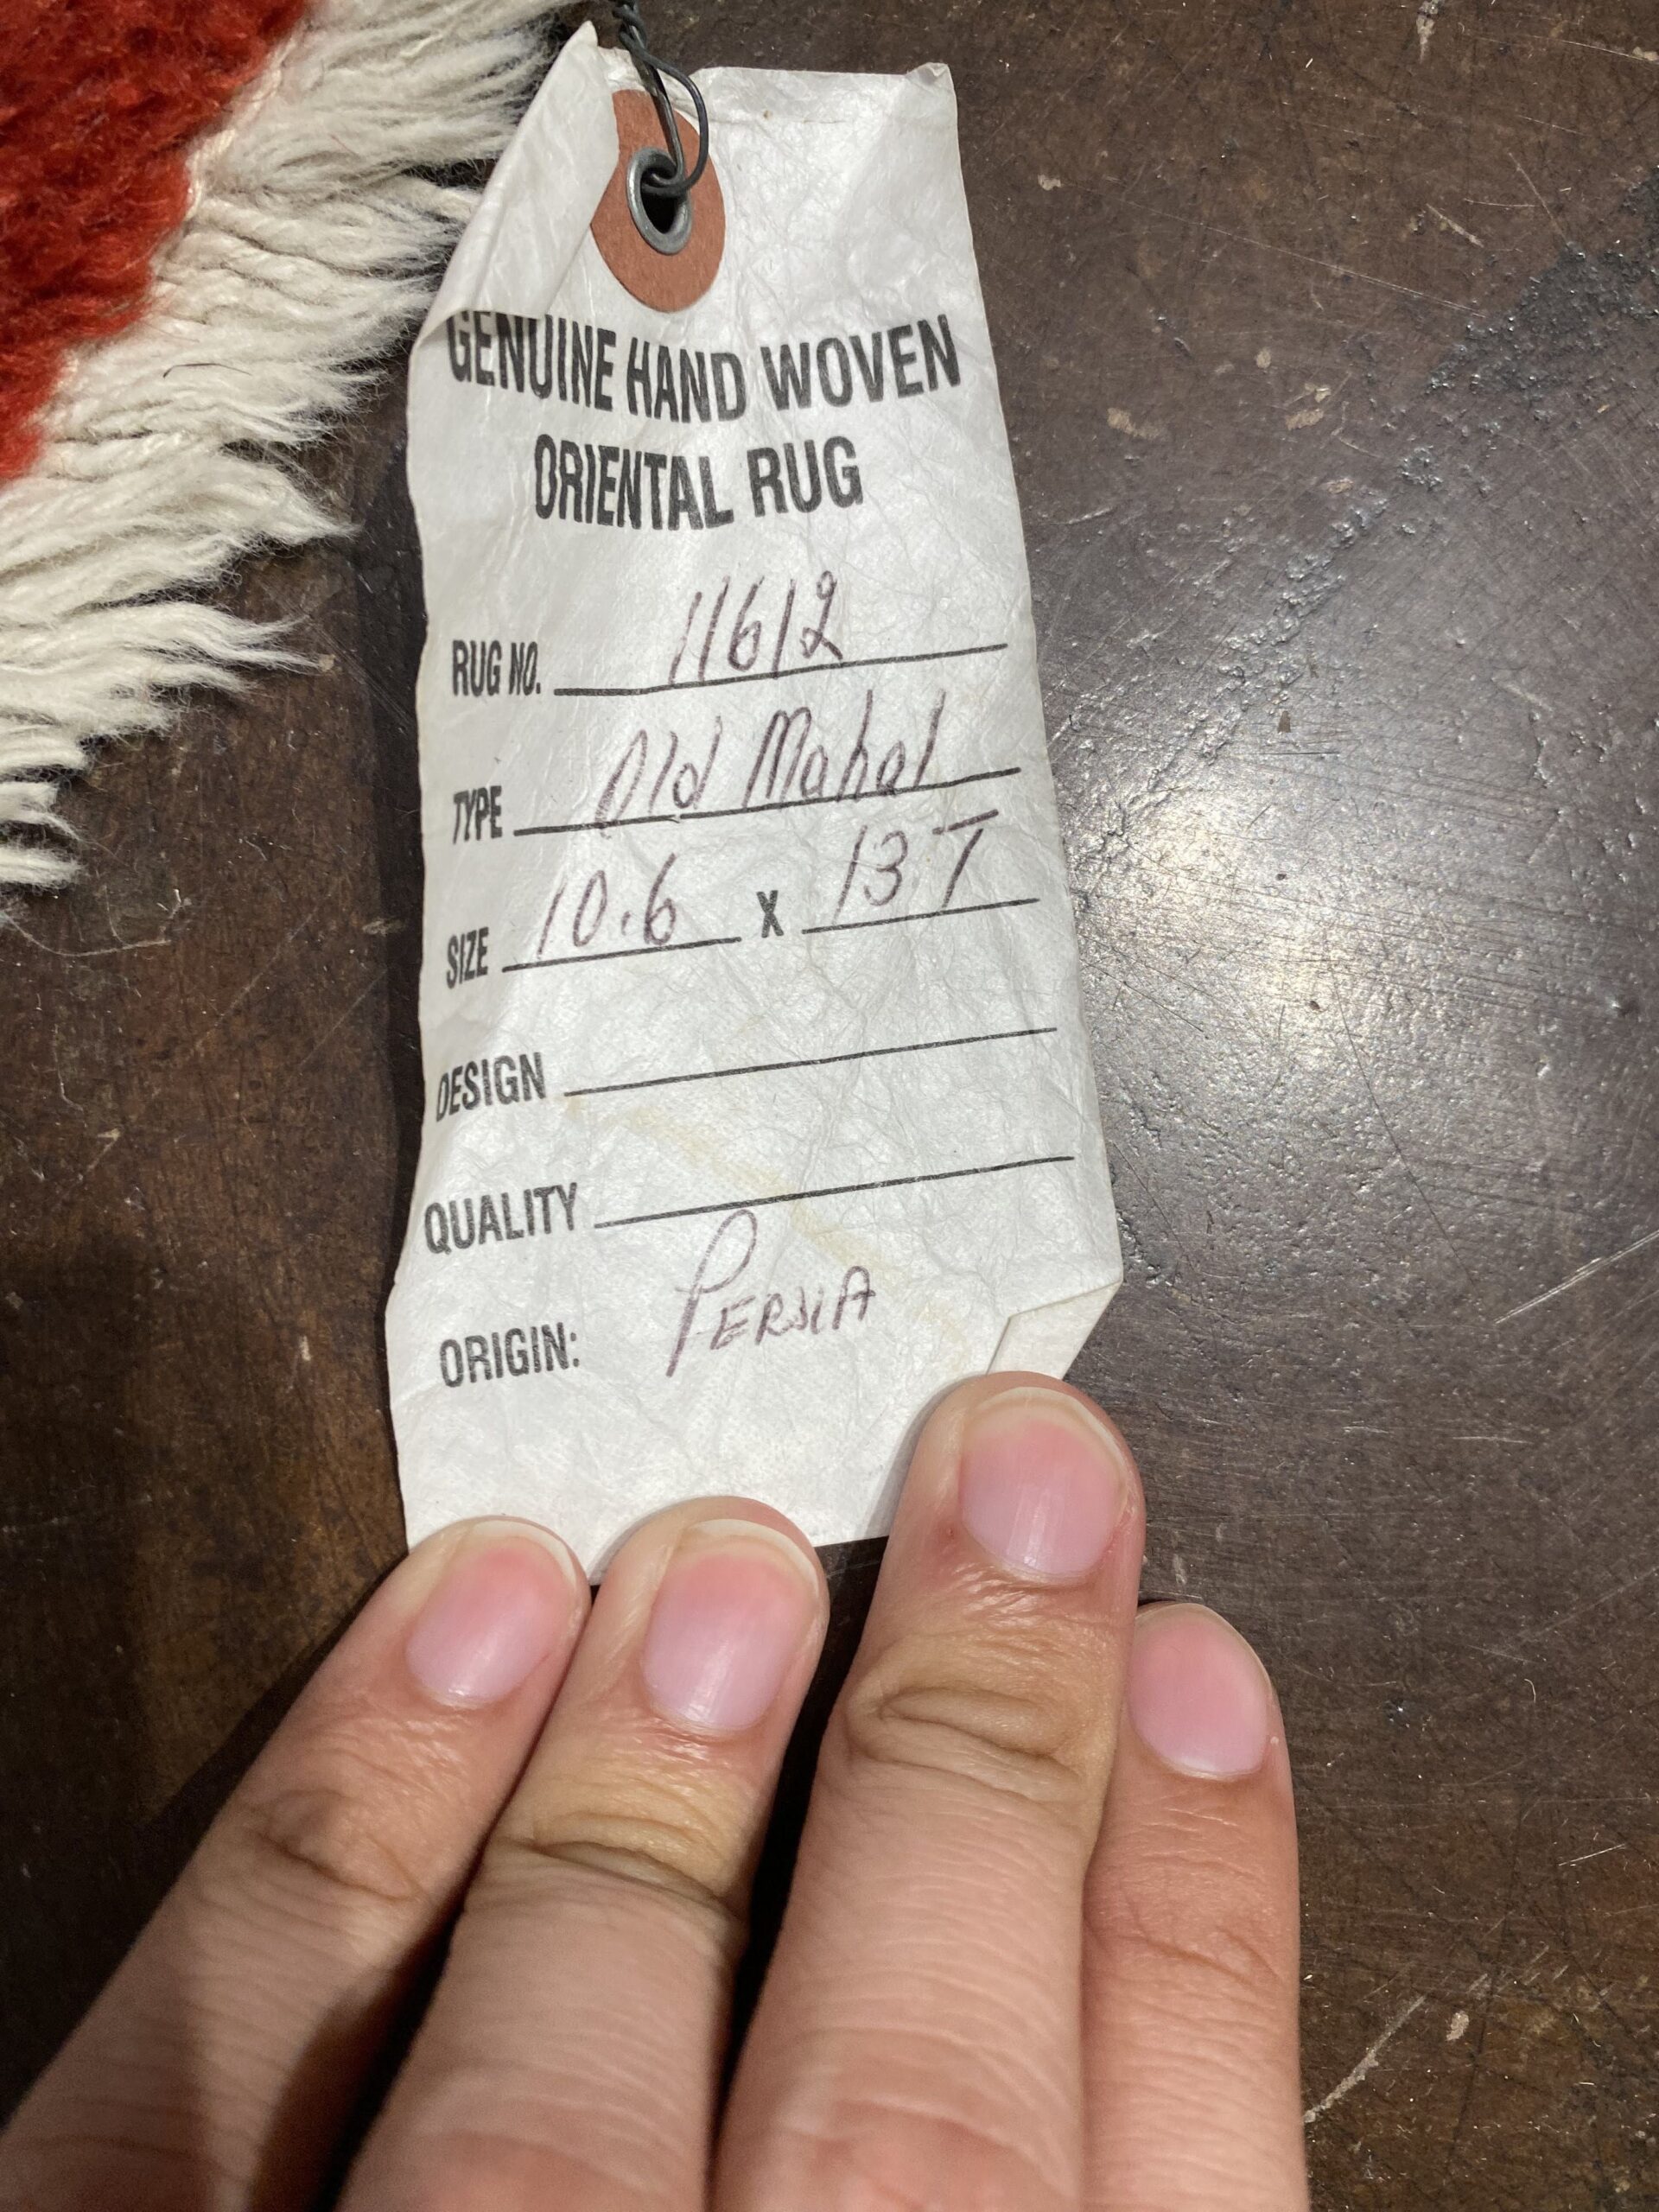 GENUINE HAND WOVEN
ORIENTAL RUG
RUG NO. 11612
TYPE Old Mahal
SIZE 10.6 X 13.7
DESIGN
QUALITY
ORIGIN: PERSIA